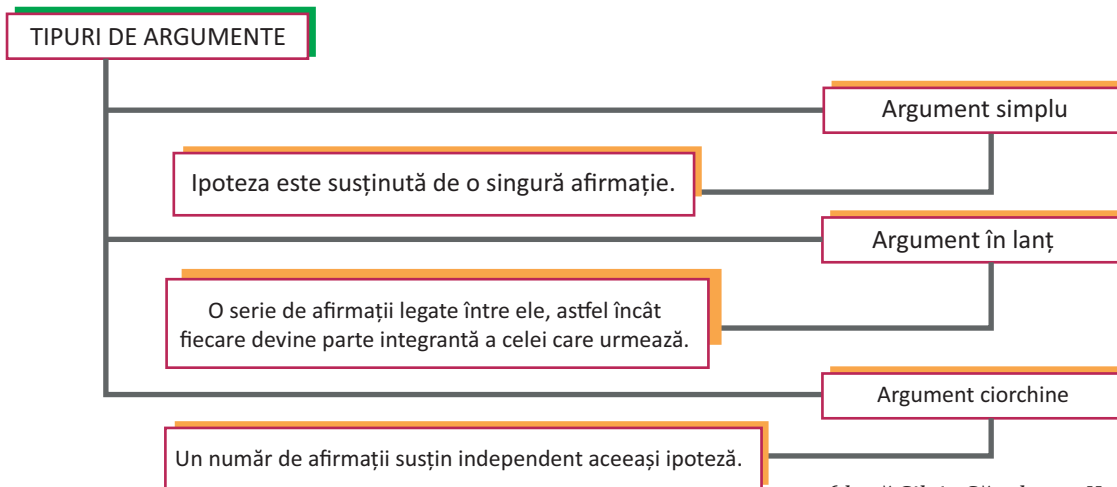 TIPURI DE ARGUMENTE
Argument simplu
Ipoteza este susținută de o singură afirmație.
Argument în lanț
O serie de afirmații legate între ele, astfel încât
fiecare devine parte integrantă a celei care urmează.
Argument ciorchine
Un număr de afirmații susțin independent aceeași ipoteză.